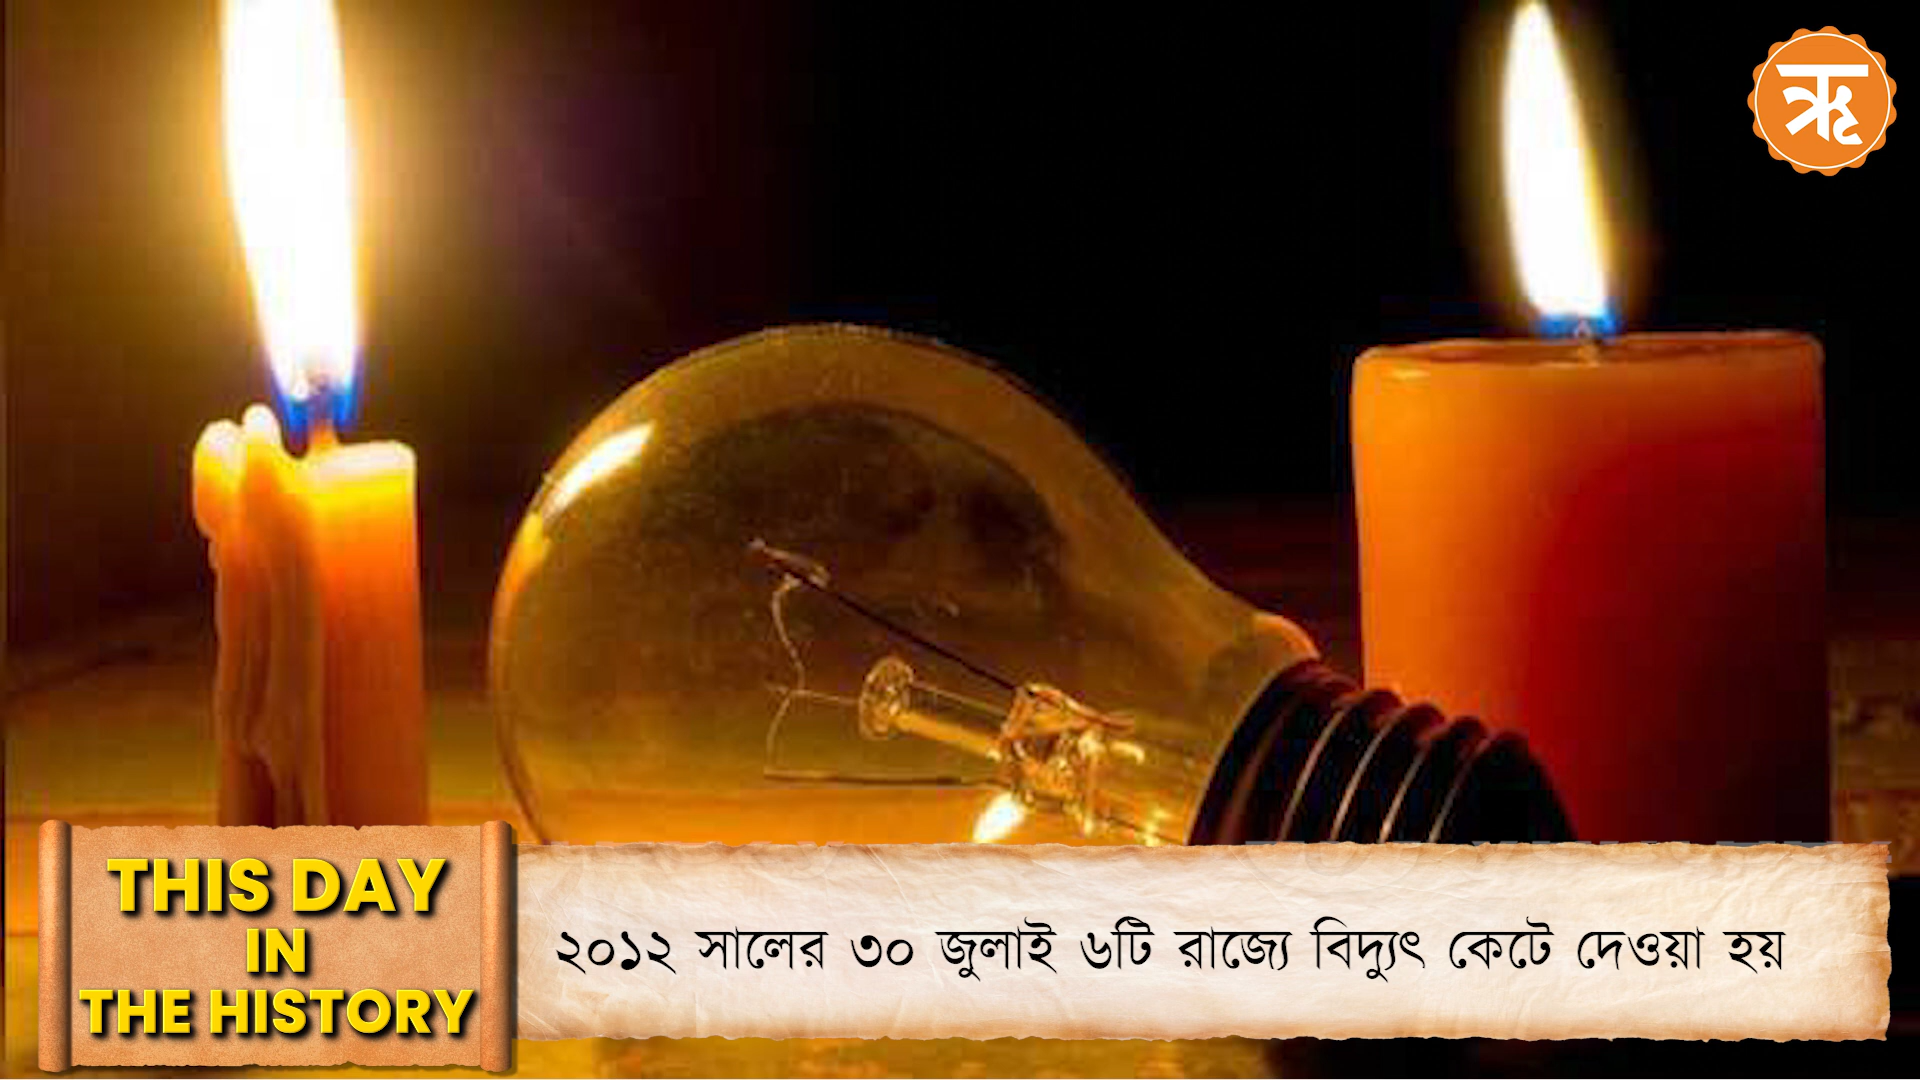 ऋ
THIS DAY
IN
THE HISTORY
২০১২ সালের ৩০ জুলাই ৬টি রাজ্যে বিদ্যুৎ কেটে দেওয়া হয়